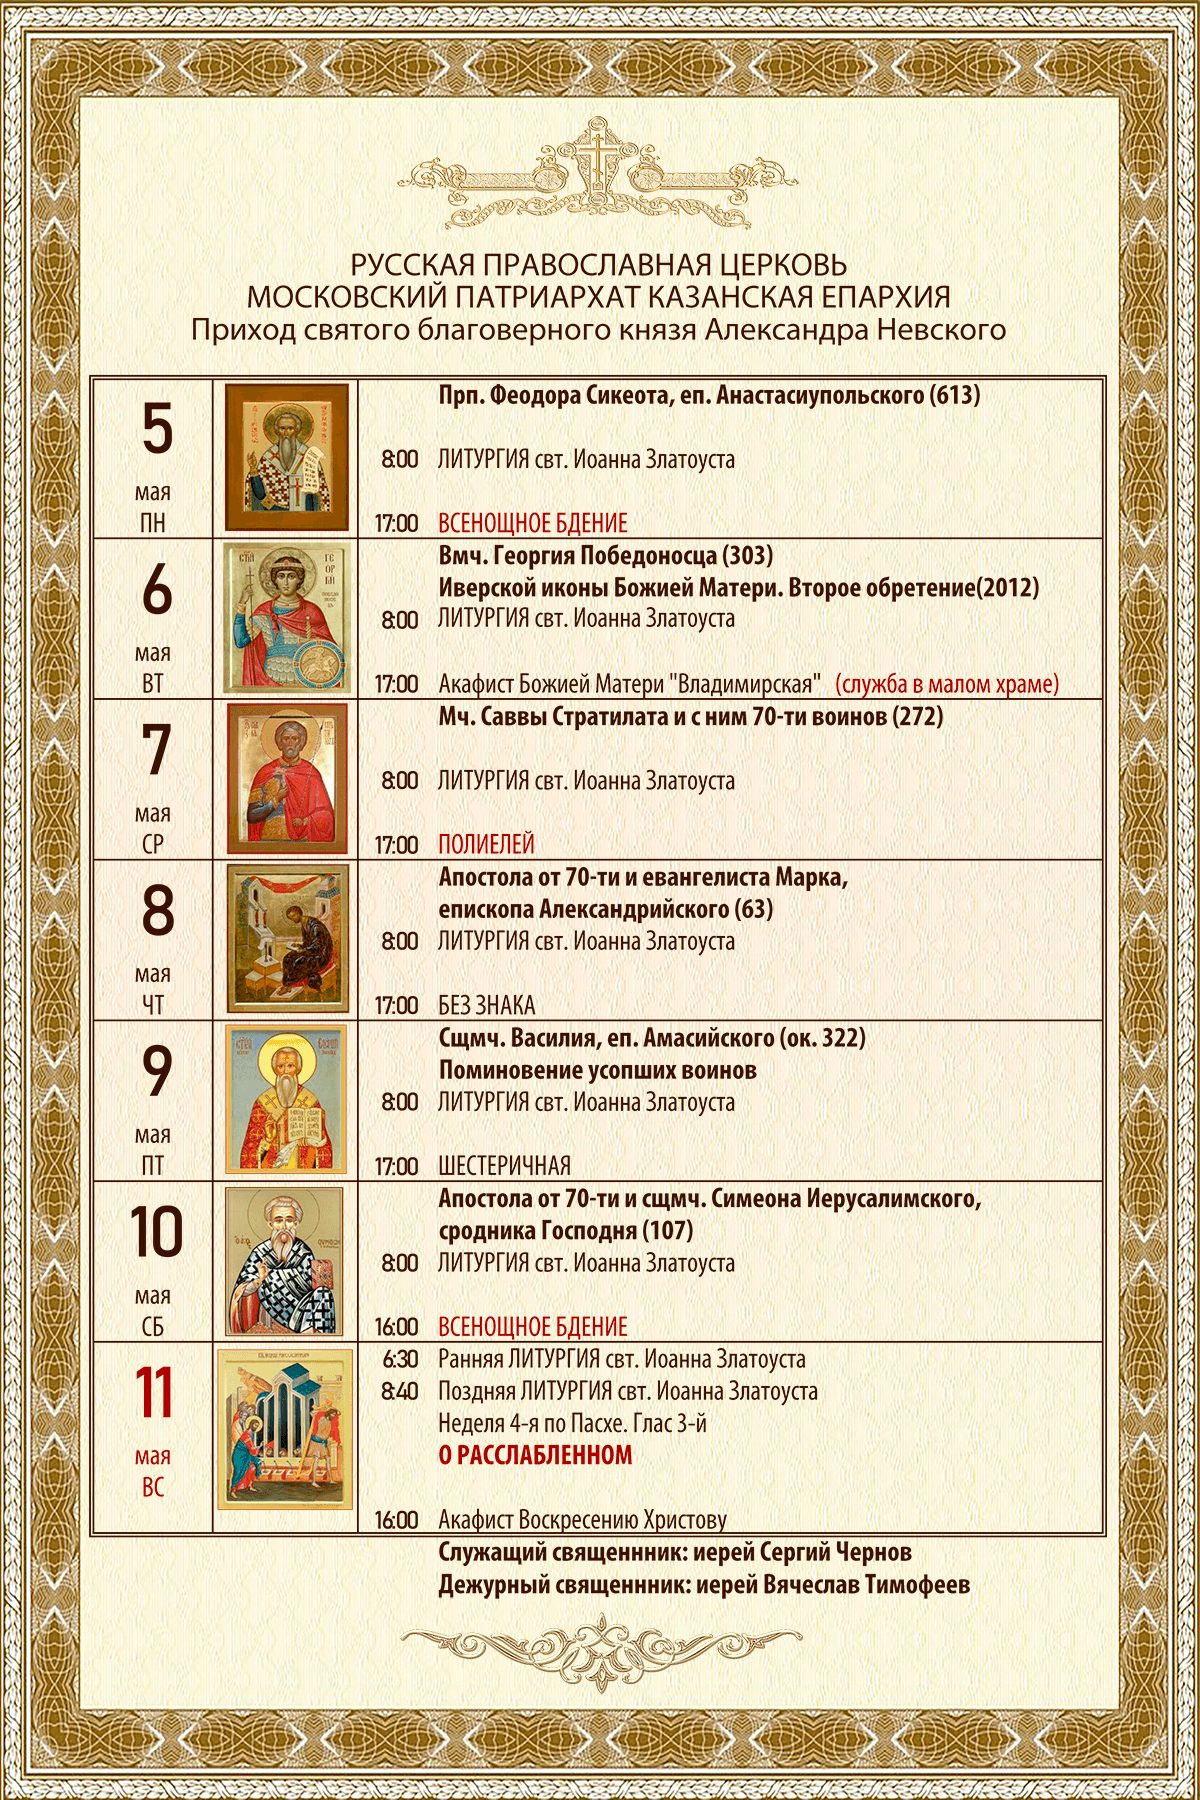 РУССКАЯ ПРАВОСЛАВНАЯ ЦЕРКОВЬ
МОСКОВСКИЙ ПАТРИАРХАТ КАЗАНСКАЯ ЕПАРХИЯ
Приход святого благоверного князя Александра Невского
5
мая
ПН
Прп. Феодора Сикеота, еп. Анастасиупольского (613)
8:00 ЛИТУРГИЯ свт. Иоанна Златоуста
17:00 ВСЕНОЩНОЕ БДЕНИЕ
6
мая
ВТ
Вмч. Георгия Победоносца (303)
Иверской иконы Божией Матери. Второе обретение(2012)
8:00 ЛИТУРГИЯ свт. Иоанна Златоуста
17:00 Акафист Божией Матери "Владимирская" (служба в малом храме)
7
мая
СР
Мч. Саввы Стратилата и с ним 70-ти воинов (272)
8:00 ЛИТУРГИЯ свт. Иоанна Златоуста
17:00 ПОЛИЕЛЕЙ
8
мая
ЧТ
Апостола от 70-ти и евангелиста Марка,
епископа Александрийского (63)
8:00 ЛИТУРГИЯ свт. Иоанна Златоуста
17:00 БЕЗ ЗНАКА
9
мая
ПТ
Сщмч. Василия, еп. Амасийского (ок. 322)
Поминовение усопших воинов
8:00 ЛИТУРГИЯ свт. Иоанна Златоуста
17:00 ШЕСТЕРИЧНАЯ
10
мая
СБ
Апостола от 70-ти и сщмч. Симеона Иерусалимского,
сродника Господня (107)
8:00 ЛИТУРГИЯ свт. Иоанна Златоуста
16:00 ВСЕНОЩНОЕ БДЕНИЕ
11
мая
ВС
6:30 Ранняя ЛИТУРГИЯ свт. Иоанна Златоуста
8:40 Поздняя ЛИТУРГИЯ свт. Иоанна Златоуста
Неделя 4-я по Пасхе. Глас 3-й
О РАССЛАБЛЕННОМ
16:00 Акафист Воскресению Христову
Служащий священнник: иерей Сергий Чернов
Дежурный священнник: иерей Вячеслав Тимофеев